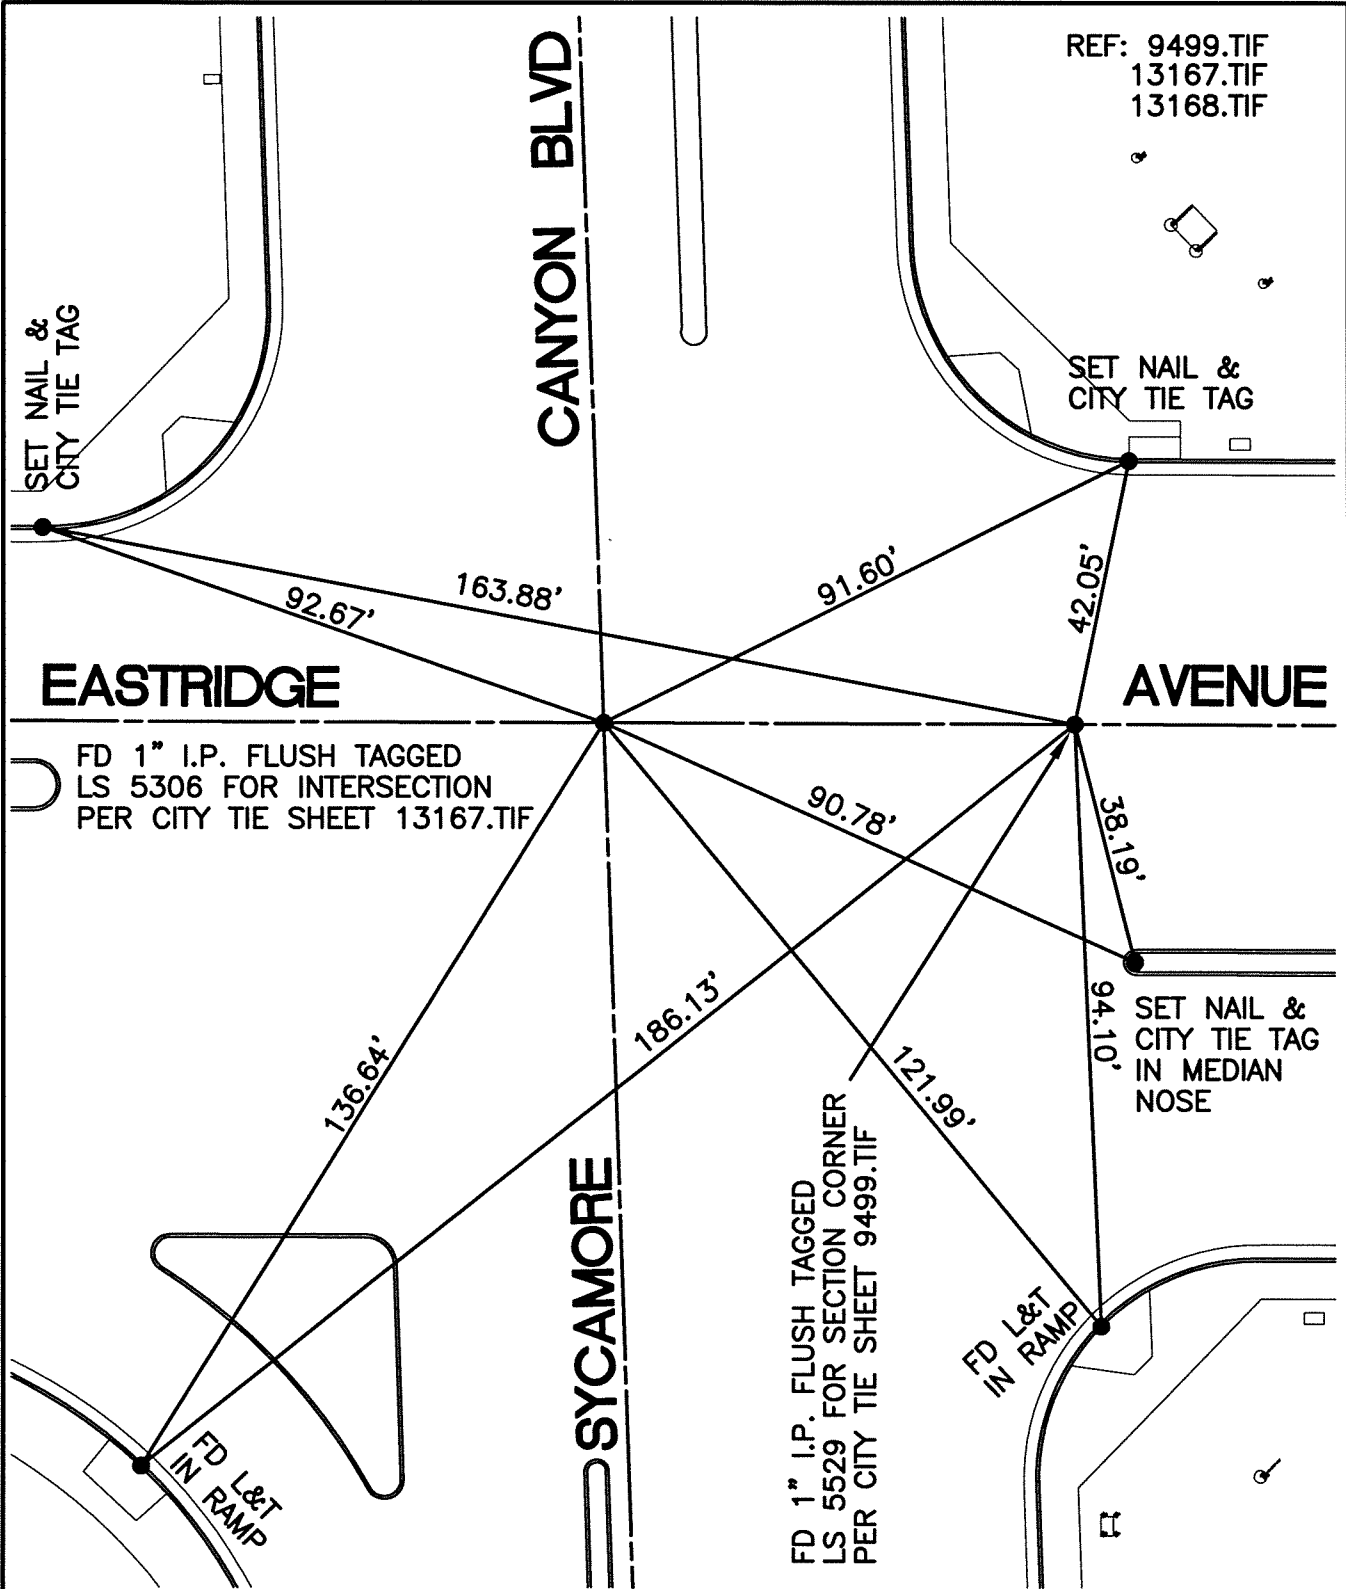 REF: 9499.TIF
13167.TIF
13168.TIF
CANYON BLVD
SET NAIL &
CITY TIE TAG
SET NAIL &
CITY TIE TAG
92.67'
163.88'
91.60'
42.05'
EASTRIDGE AVENUE
FD 1" I.P. FLUSH TAGGED
LS 5306 FOR INTERSECTION
PER CITY TIE SHEET 13167.TIF
90.78'
38.19'
136.64'
186.13'
121.99'
94.10'
SET NAIL &
CITY TIE TAG
IN MEDIAN
NOSE
SYCAMORE
FD 1" I.P. FLUSH TAGGED
LS 5529 FOR SECTION CORNER
PER CITY TIE SHEET 9499.TIF
FD L&T
IN RAMP
FD L&T
IN RAMP